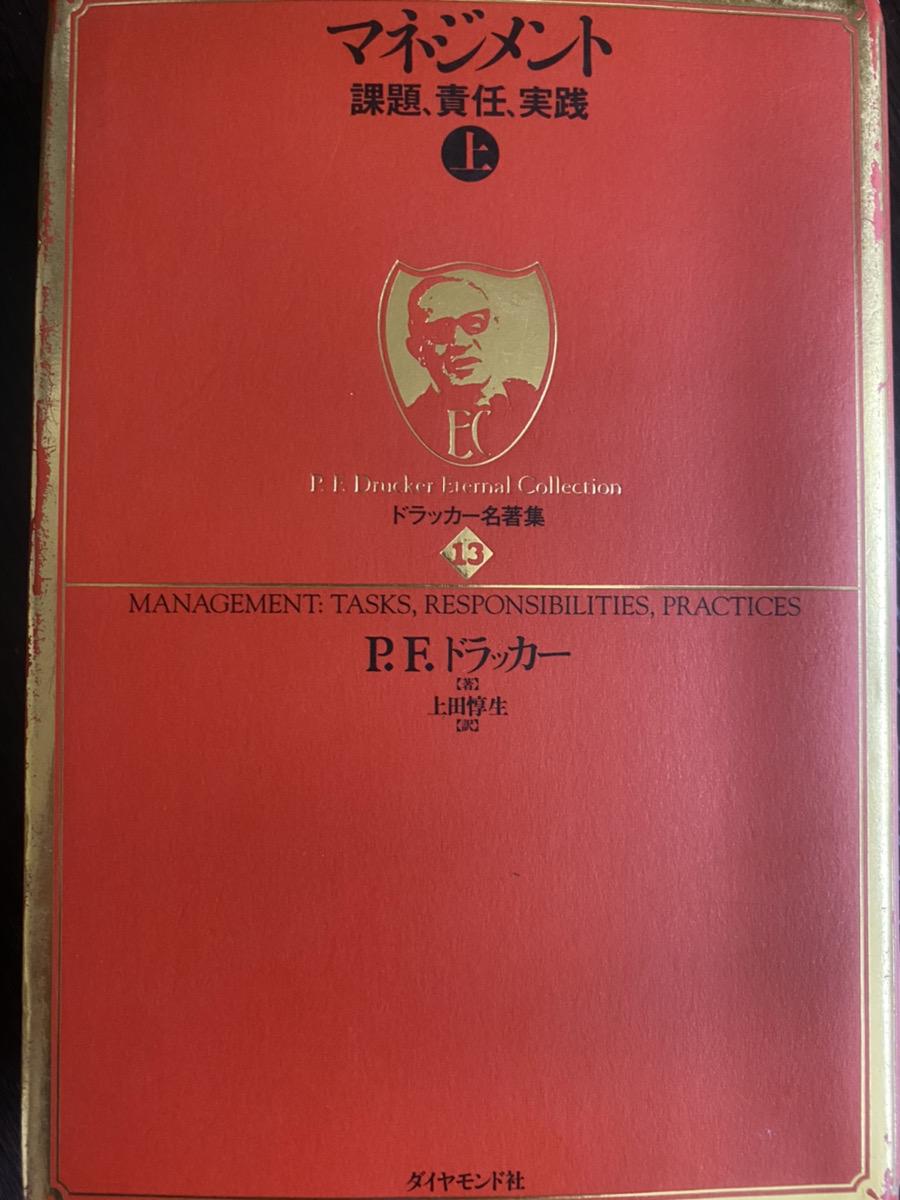 マネジメント
課題、責任、実践
上
EC
P. F. Drucker Eternal Collection
ドラッカー名著集
13
MANAGEMENT: TASKS, RESPONSIBILITIES, PRACTICES
P. F. ドラッカー
【著】
上田惇生
【訳】
ダイヤモンド社